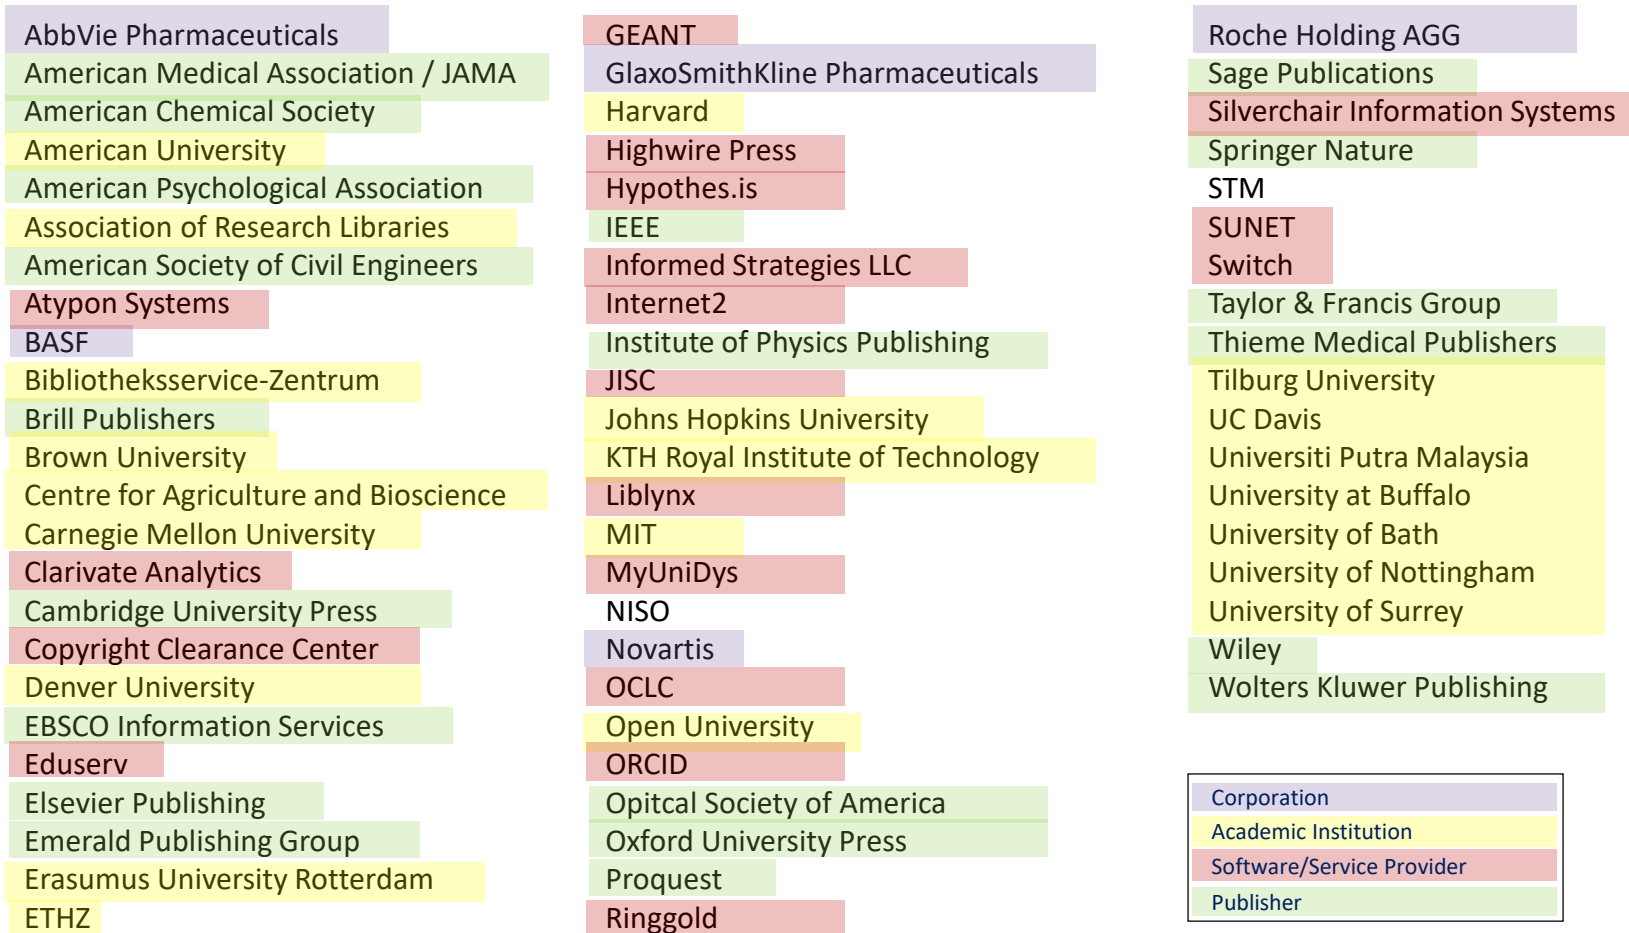 AbbVie Pharmaceuticals
American Medical Association / JAMA
American Chemical Society
American University
American Psychological Association
Association of Research Libraries
American Society of Civil Engineers
Atypon Systems
BASF
Bibliotheksservice-Zentrum
Brill Publishers
Brown University
Centre for Agriculture and Bioscience
Carnegie Mellon University
Clarivate Analytics
Cambridge University Press
Copyright Clearance Center
Denver University
EBSCO Information Services
Eduserv
Elsevier Publishing
Emerald Publishing Group
Erasumus University Rotterdam
ETHZ
GEANT
GlaxoSmithKline Pharmaceuticals
Harvard
Highwire Press
Hypothes.is
IEEE
Informed Strategies LLC
Internet2
Institute of Physics Publishing
JISC
Johns Hopkins University
KTH Royal Institute of Technology
Liblynx
MIT
MyUniDys
NISO
Novartis
OCLC
Open University
ORCID
Opitcal Society of America
Oxford University Press
Proquest
Ringgold
Roche Holding AGG
Sage Publications
Silverchair Information Systems
Springer Nature
STM
SUNET
Switch
Taylor & Francis Group
Thieme Medical Publishers
Tilburg University
UC Davis
Universiti Putra Malaysia
University at Buffalo
University of Bath
University of Nottingham
University of Surrey
Wiley
Wolters Kluwer Publishing
Corporation
Academic Institution
Software/Service Provider
Publisher